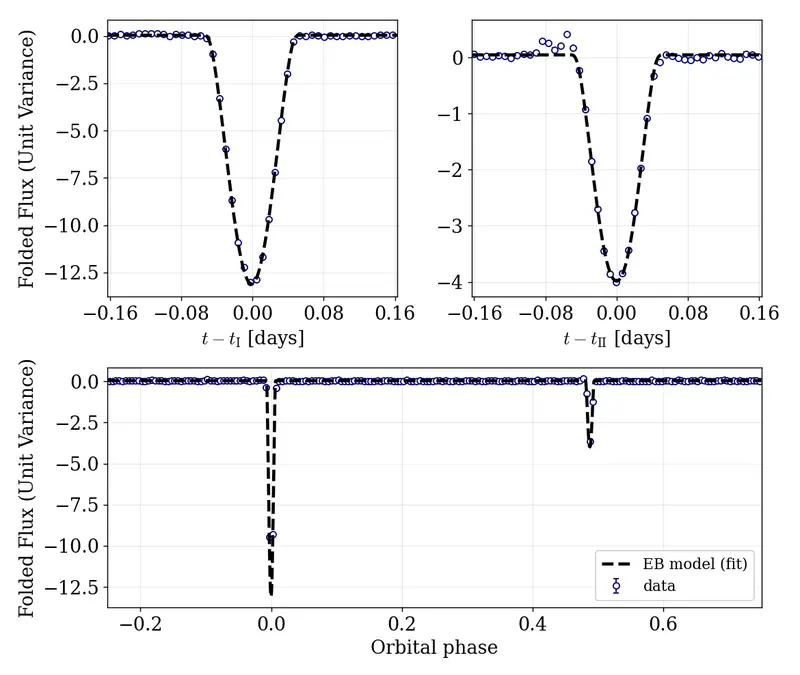 Folded Flux (Unit Variance)
0.0
−2.5
−5.0
−7.5
−10.0
−12.5
−0.16 −0.08 0.00 0.08 0.16
t − tI [days]
0
−1
−2
−3
−4
−0.16 −0.08 0.00 0.08 0.16
t − tII [days]
Folded Flux (Unit Variance)
0.0
−2.5
−5.0
−7.5
−10.0
−12.5
EB model (fit)
data
−0.2 0.0 0.2 0.4 0.6
Orbital phase